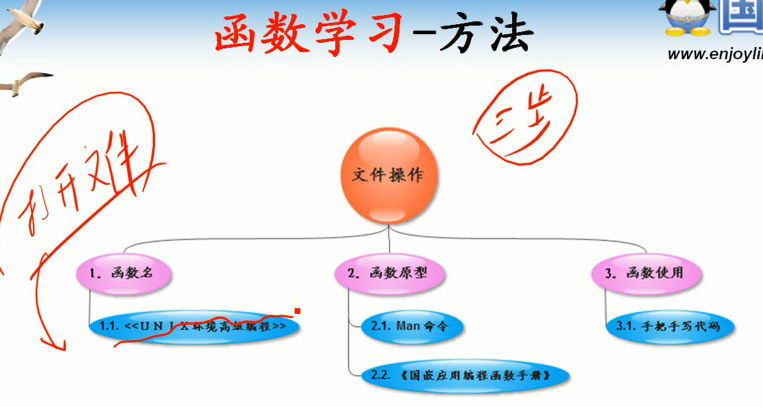 函数学习-方法
国
www.enjoyli
打开文件
三步
文件操作
1. 函数名
2. 函数原型
3. 函数使用
1.1. <<UNIX环境高级编程>>
2.1. Man 命令
3.1. 手把手写代码
2.2. 《国嵌应用编程函数手册》